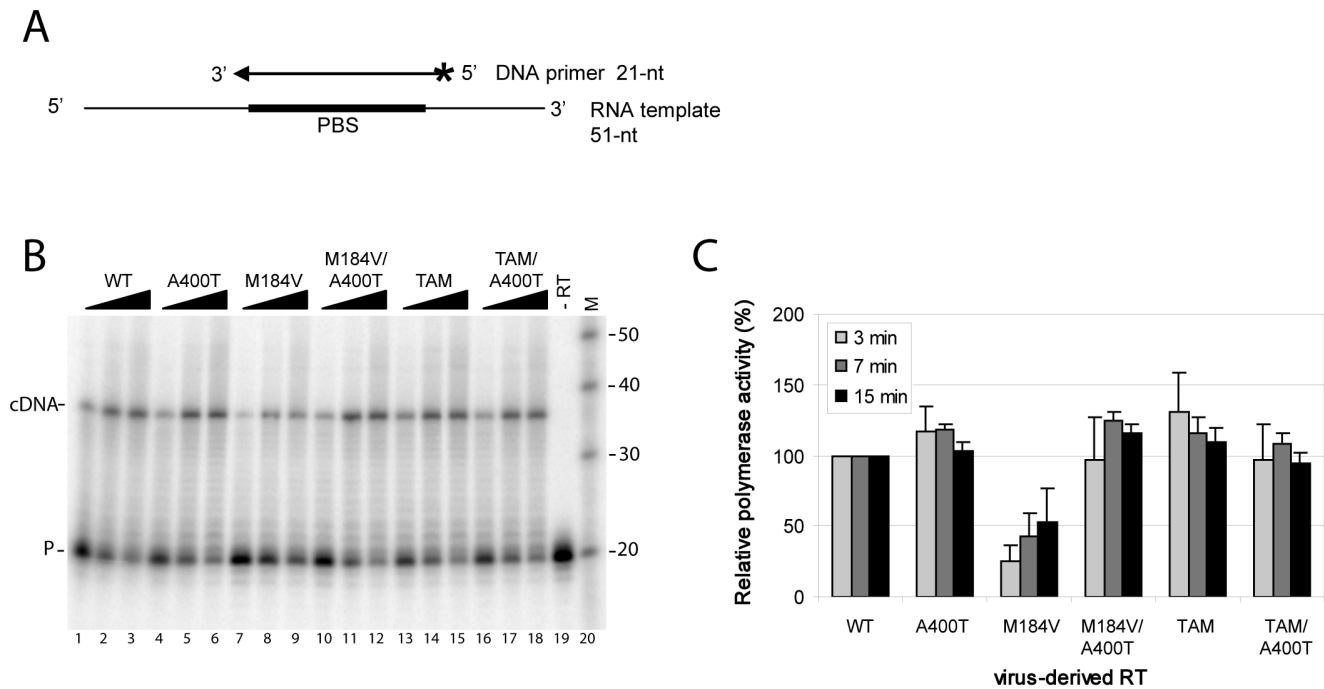 A
3’ 5’ DNA primer 21-nt
5’ 3’ RNA template
PBS 51-nt
B
WT A400T M184V M184V/ A400T TAM TAM/ A400T - RT M
-50
-40
cDNA-
-30
P- -20
1 2 3 4 5 6 7 8 9 10 11 12 13 14 15 16 17 18 19 20
C
Relative polymerase activity (%)
200
150
100
50
0
3 min
7 min
15 min
WT A400T M184V M184V/ A400T TAM TAM/ A400T
virus-derived RT